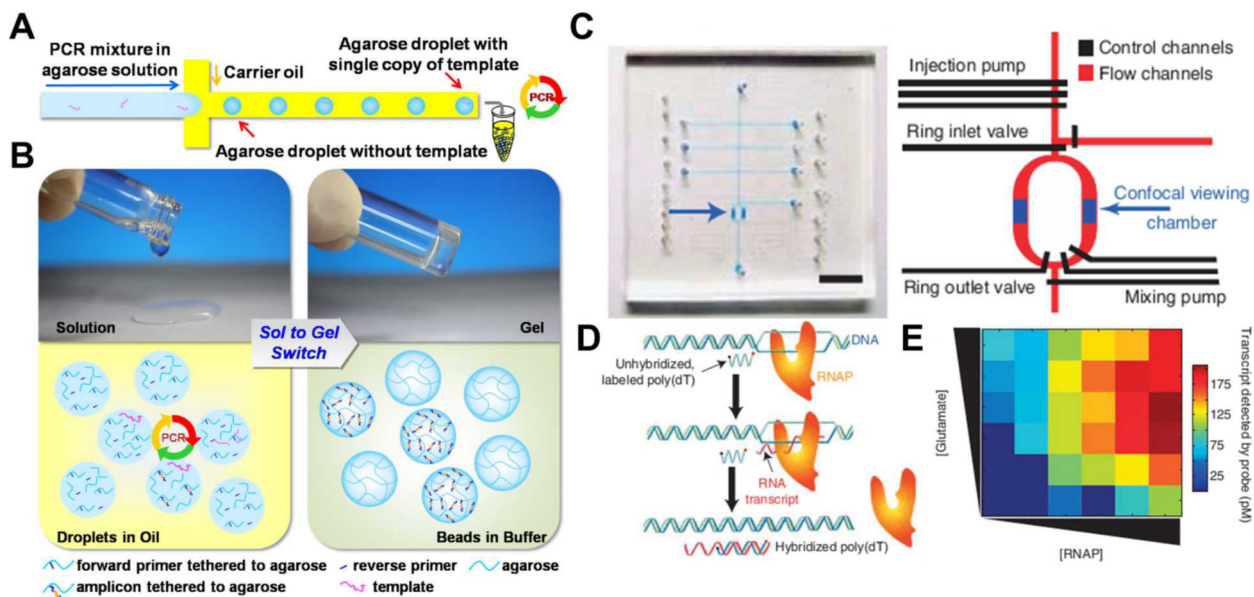 A
PCR mixture in
agarose solution
Carrier oil
Agarose droplet with
single copy of template
PCR
Agarose droplet without template
B
Solution
Gel
Sol to Gel
Switch
PCR
Droplets in Oil
Beads in Buffer
forward primer tethered to agarose
reverse primer
agarose
amplicon tethered to agarose
template
C
Control channels
Flow channels
Injection pump
Ring inlet valve
Confocal viewing
chamber
Ring outlet valve
Mixing pump
D
DNA
Unhybridized,
labeled poly(dT)
RNAP
RNA
transcript
Hybridized poly(dT)
E
[Glutamate]
[RNAP]
175
125
75
25
Transcript detected by probe (pM)